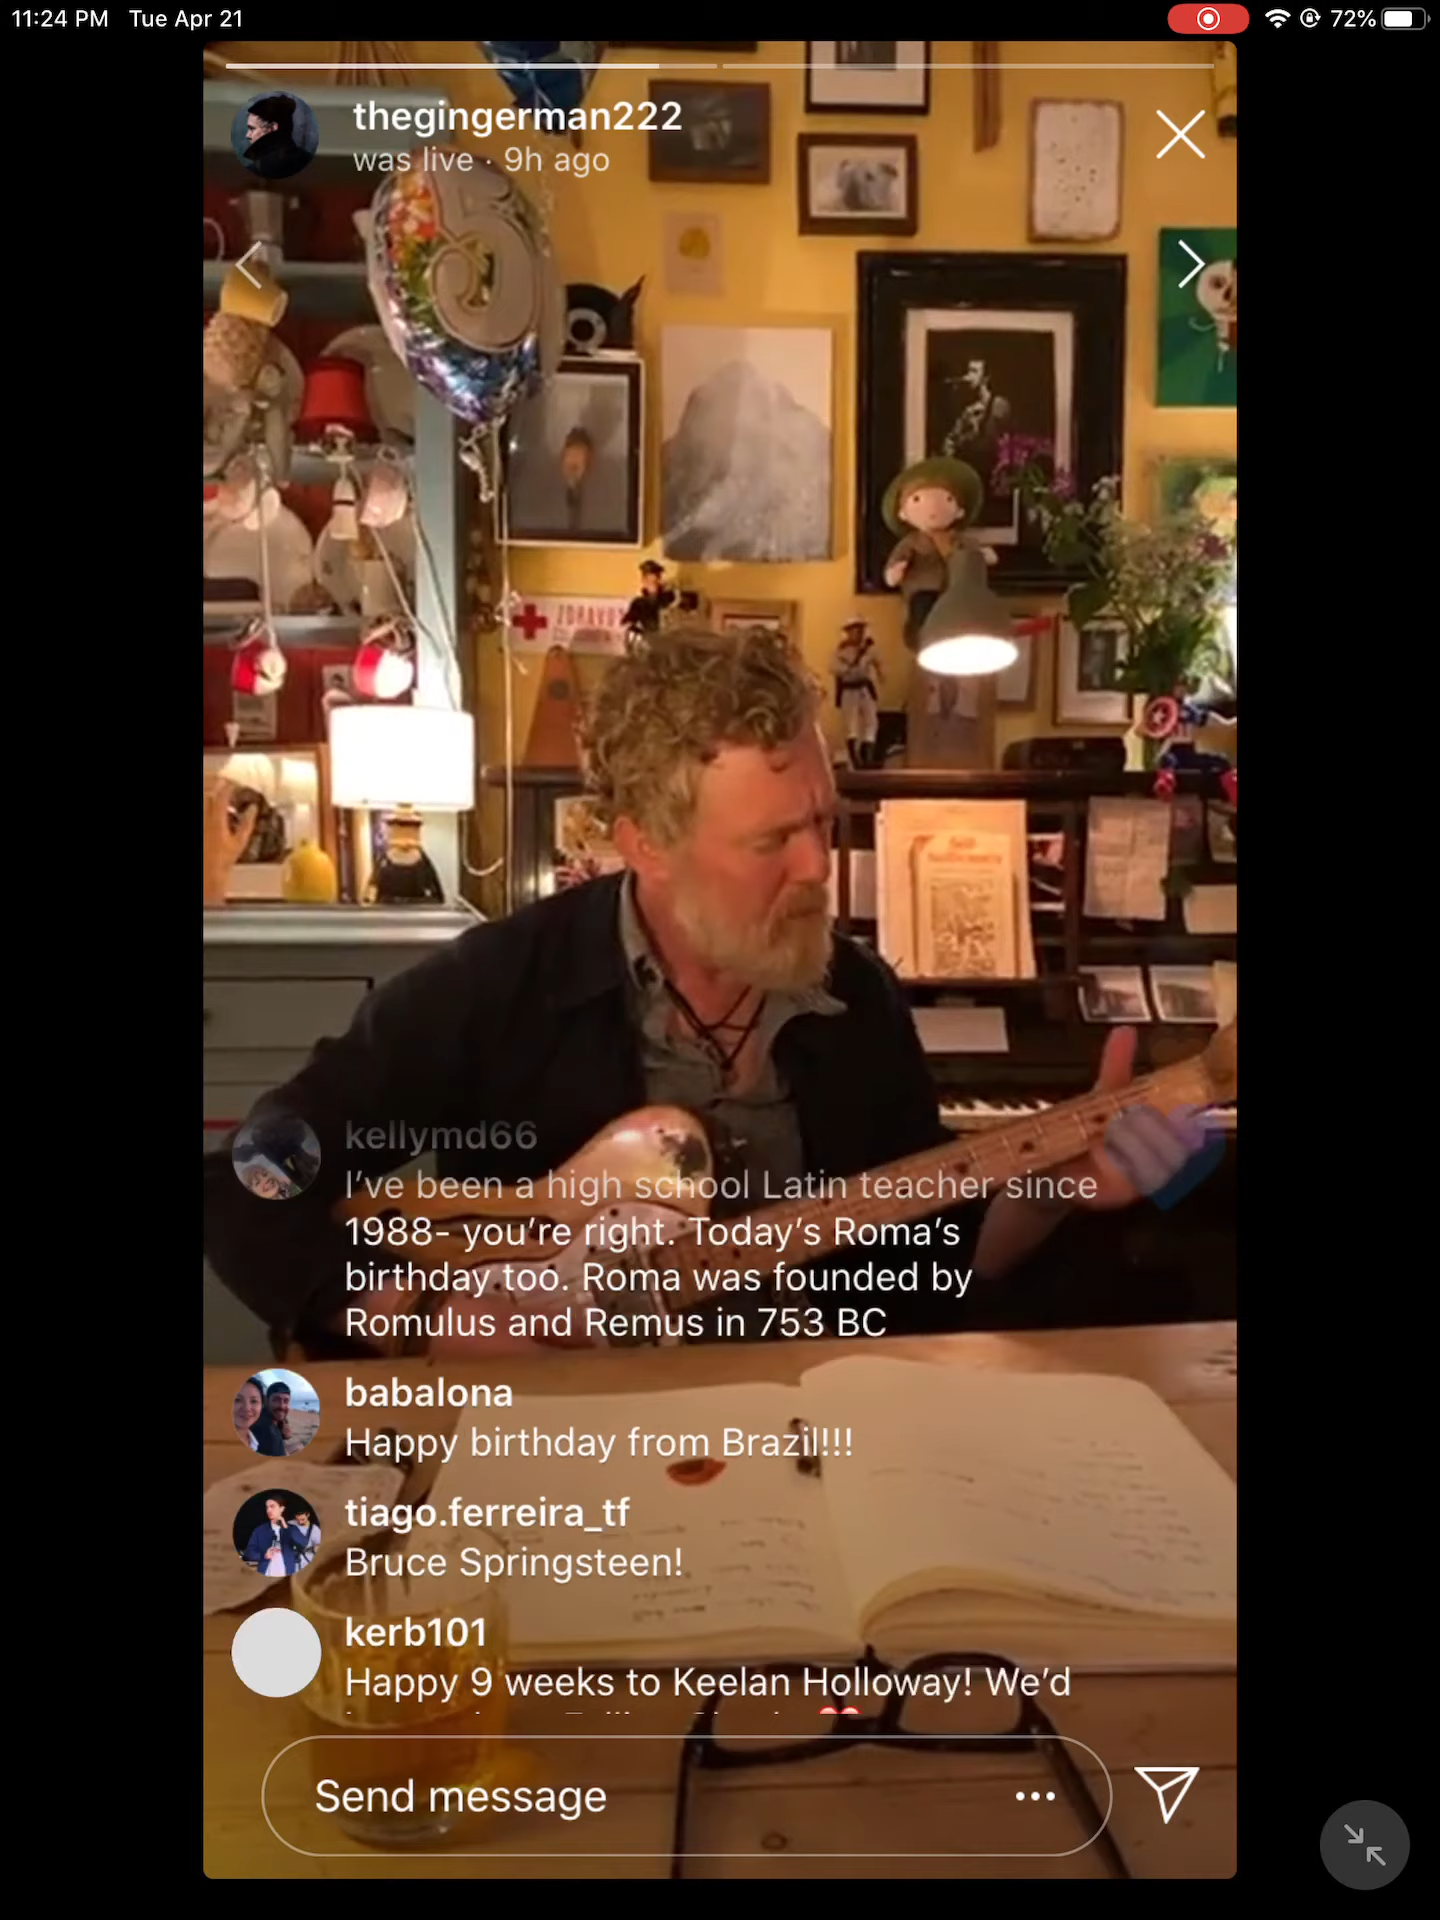 11:24 PM Tue Apr 21
72%
thegingerman222
was live · 9h ago
kellymd66
I've been a high school Latin teacher since
1988- you're right. Today's Roma's
birthday too. Roma was founded by
Romulus and Remus in 753 BC
babalona
Happy birthday from Brazil!!!
tiago.ferreira_tf
Bruce Springsteen!
kerb101
Happy 9 weeks to Keelan Holloway! We'd
Send message